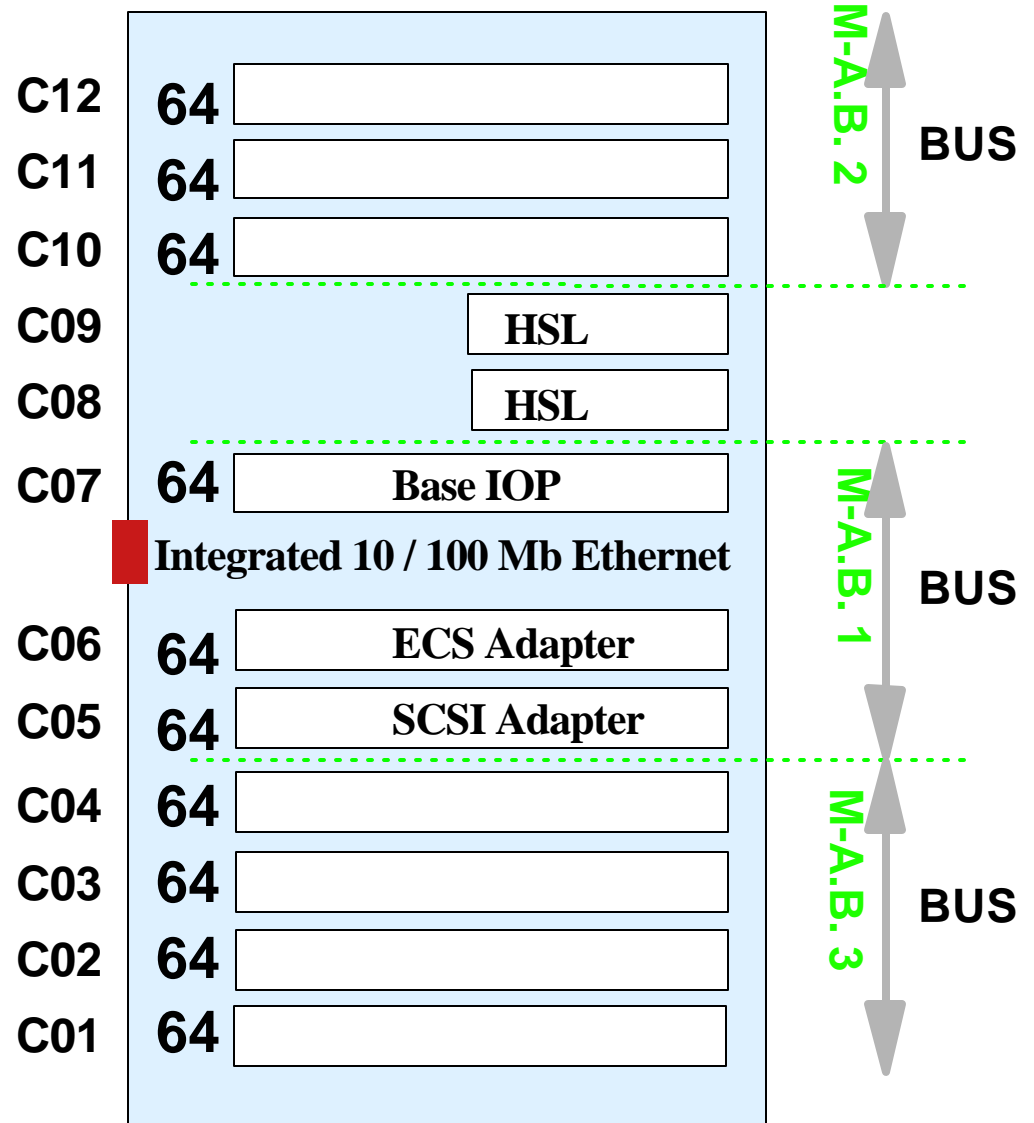 C12 64
C11 64
C10 64
M-A.B. 2
BUS
C09 HSL
C08 HSL
C07 64 Base IOP
Integrated 10 / 100 Mb Ethernet
M-A.B. 1
BUS
C06 64 ECS Adapter
C05 64 SCSI Adapter
C04 64
C03 64
C02 64
C01 64
M-A.B. 3
BUS